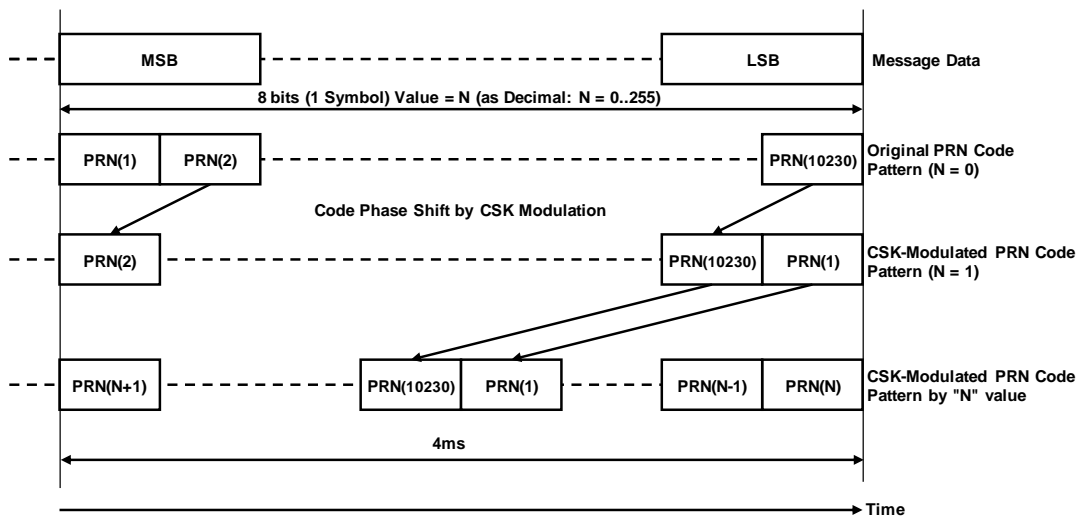 MSB
LSB
Message Data
8 bits (1 Symbol) Value = N (as Decimal: N = 0..255)
PRN(1)
PRN(2)
PRN(10230)
Original PRN Code
Pattern (N = 0)
Code Phase Shift by CSK Modulation
PRN(2)
PRN(10230)
PRN(1)
CSK-Modulated PRN Code
Pattern (N = 1)
PRN(N+1)
PRN(10230)
PRN(1)
PRN(N-1)
PRN(N)
CSK-Modulated PRN Code
Pattern by "N" value
4ms
Time